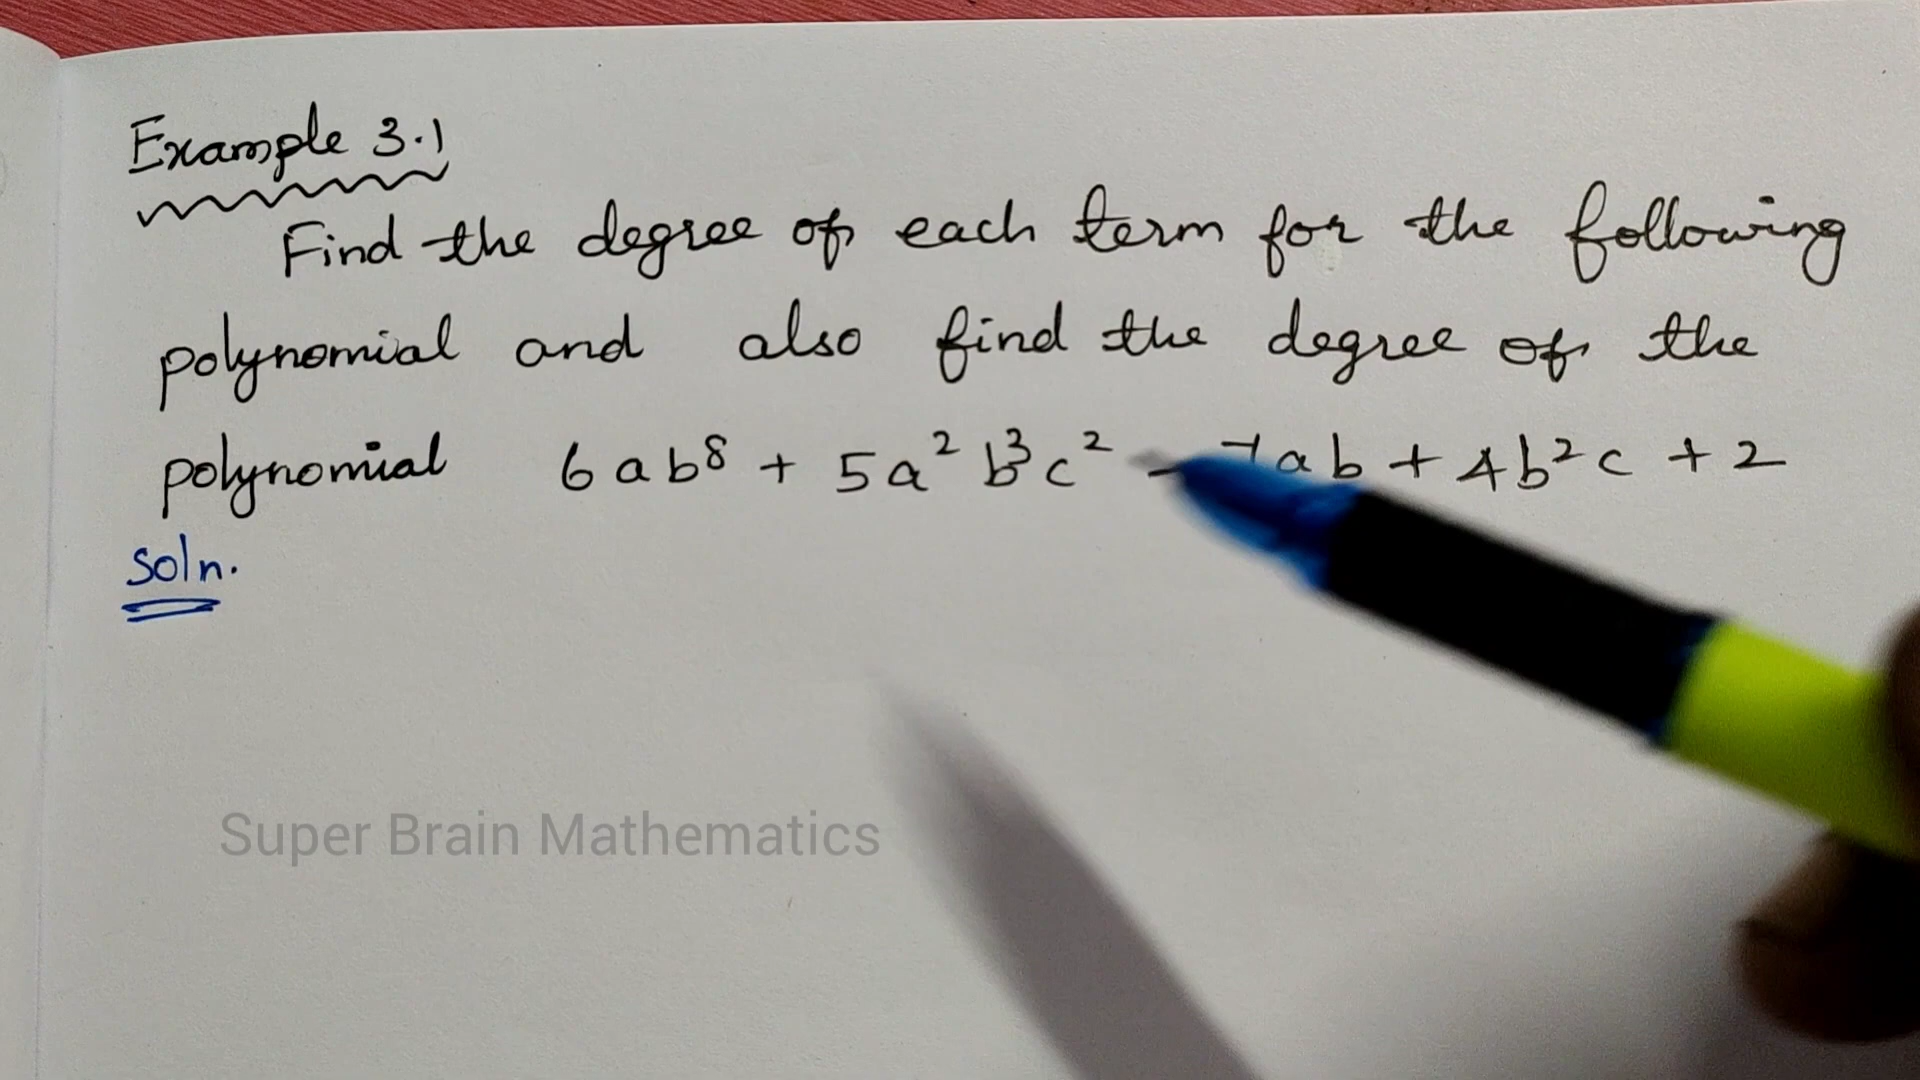 Example 3.1
Find the degree of each term for the following
polynomial and also find the degree of the
polynomial 6ab⁸ + 5a²b³c² - 7ab + 4b²c + 2
Soln.
Super Brain Mathematics